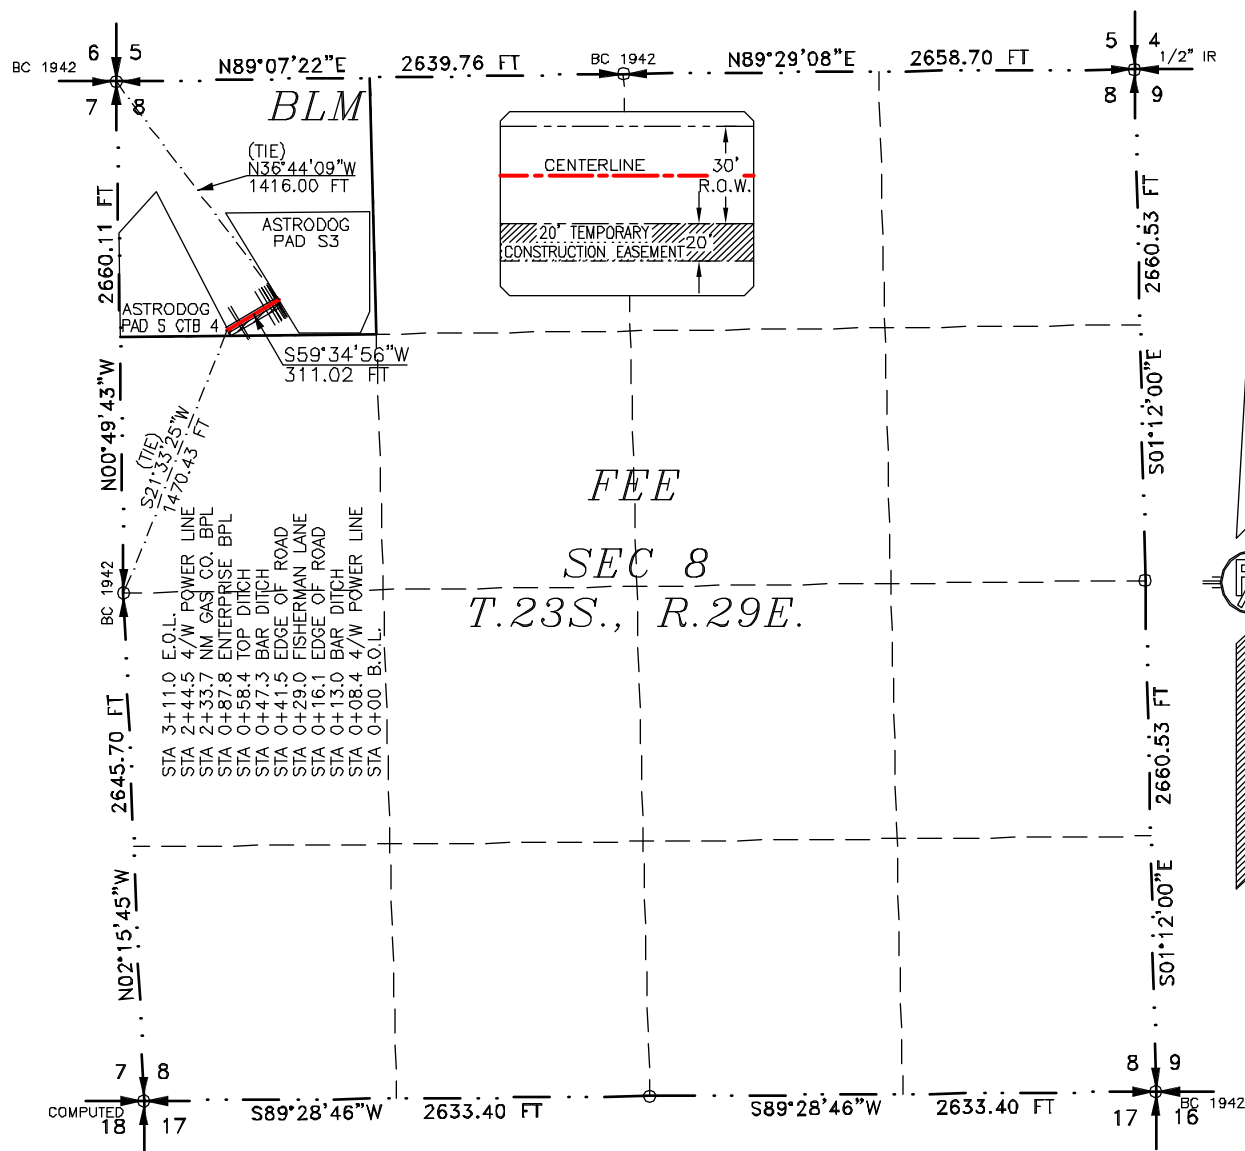 6 5
5 4
BC 1942
N89°07'22"E
2639.76 FT
BC 1942
N89°29'08"E
2658.70 FT
1/2" IR
7 8
8 9
BLM
(TIE)
N36°44'09"W
1416.00 FT
CENTERLINE
30'
R.O.W.
20' TEMPORARY
CONSTRUCTION EASEMENT
20'
2660.11 FT
2660.53 FT
ASTRODOG
PAD S3
ASTRODOG
PAD S CTB 4
S59°34'56"W
311.02 FT
N00°49'43"W
S01°12'00"E
(TIE)
S21°33'25"W
1470.43 FT
FEE
SEC 8
T.23S., R.29E.
BC 1942
STA 3+11.0 E.O.L.
STA 2+44.5 4/W POWER LINE
STA 2+33.7 NM GAS CO. BPL
STA 0+87.8 ENTERPRISE BPL
STA 0+58.4 TOP DITCH
STA 0+47.3 BAR DITCH
STA 0+41.5 EDGE OF ROAD
STA 0+29.0 FISHERMAN LANE
STA 0+16.1 EDGE OF ROAD
STA 0+13.0 BAR DITCH
STA 0+08.4 4/W POWER LINE
STA 0+00 B.O.L.
2645.70 FT
2660.53 FT
N02°15'45"W
S01°12'00"E
7 8
8 9
COMPUTED
S89°28'46"W
2633.40 FT
S89°28'46"W
2633.40 FT
BC 1942
18 17
17 16